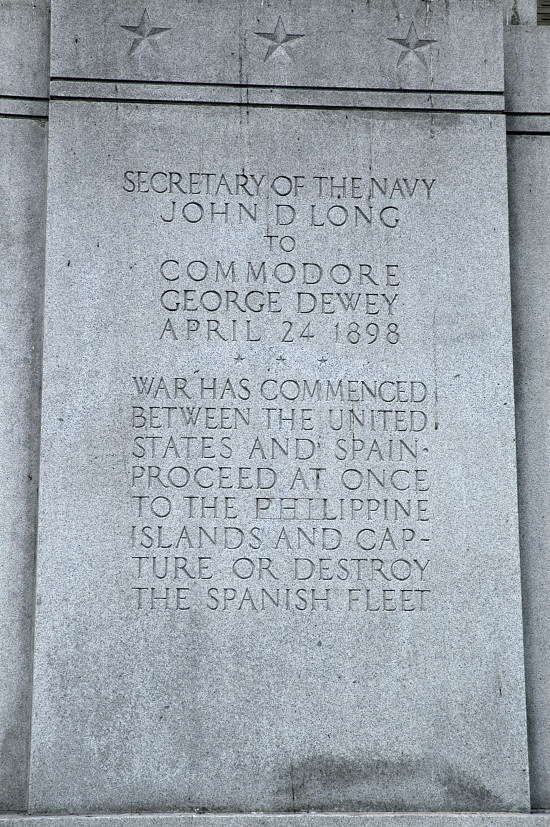 SECRETARY OF THE NAVY
JOHN D LONG
TO
COMMODORE
GEORGE DEWEY
APRIL 24 1898
* * *
WAR HAS COMMENCED
BETWEEN THE UNITED
STATES AND SPAIN·
PROCEED AT ONCE
TO THE PHILIPPINE
ISLANDS AND CAP-
TURE OR DESTROY
THE SPANISH FLEET